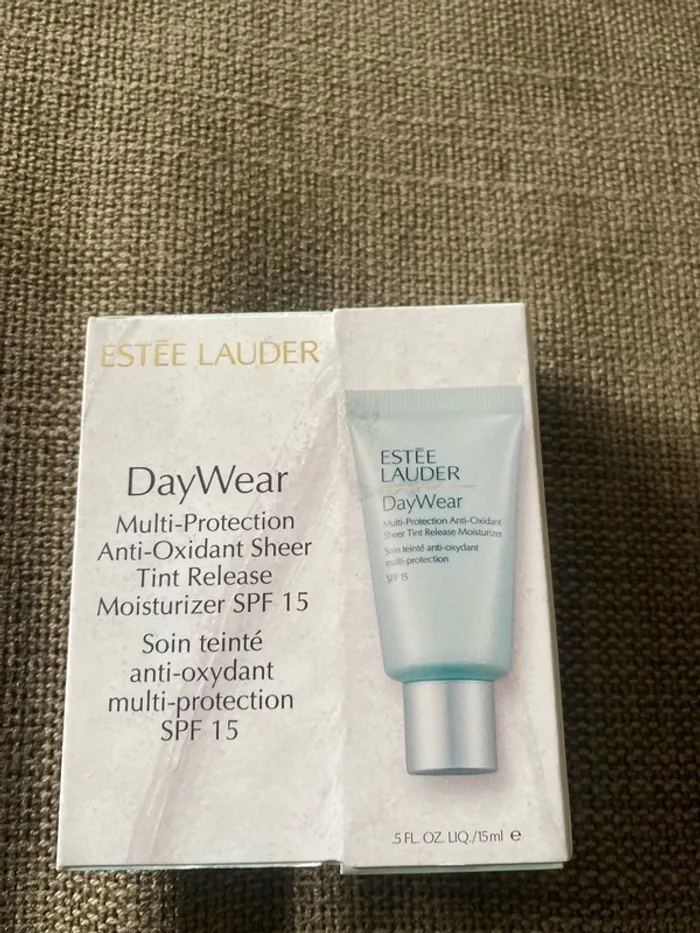 ESTĒE LAUDER
DayWear
Multi-Protection
Anti-Oxidant Sheer
Tint Release
Moisturizer SPF 15
Soin teinté
anti-oxydant
multi-protection
SPF 15
ESTĒE
LAUDER
DayWear
Multi-Protection Anti-Oxidant
Sheer Tint Release Moisturizer
Soin teinté anti-oxydant
multi-protection
SPF 15
.5 FL. OZ. LIQ./15ml e